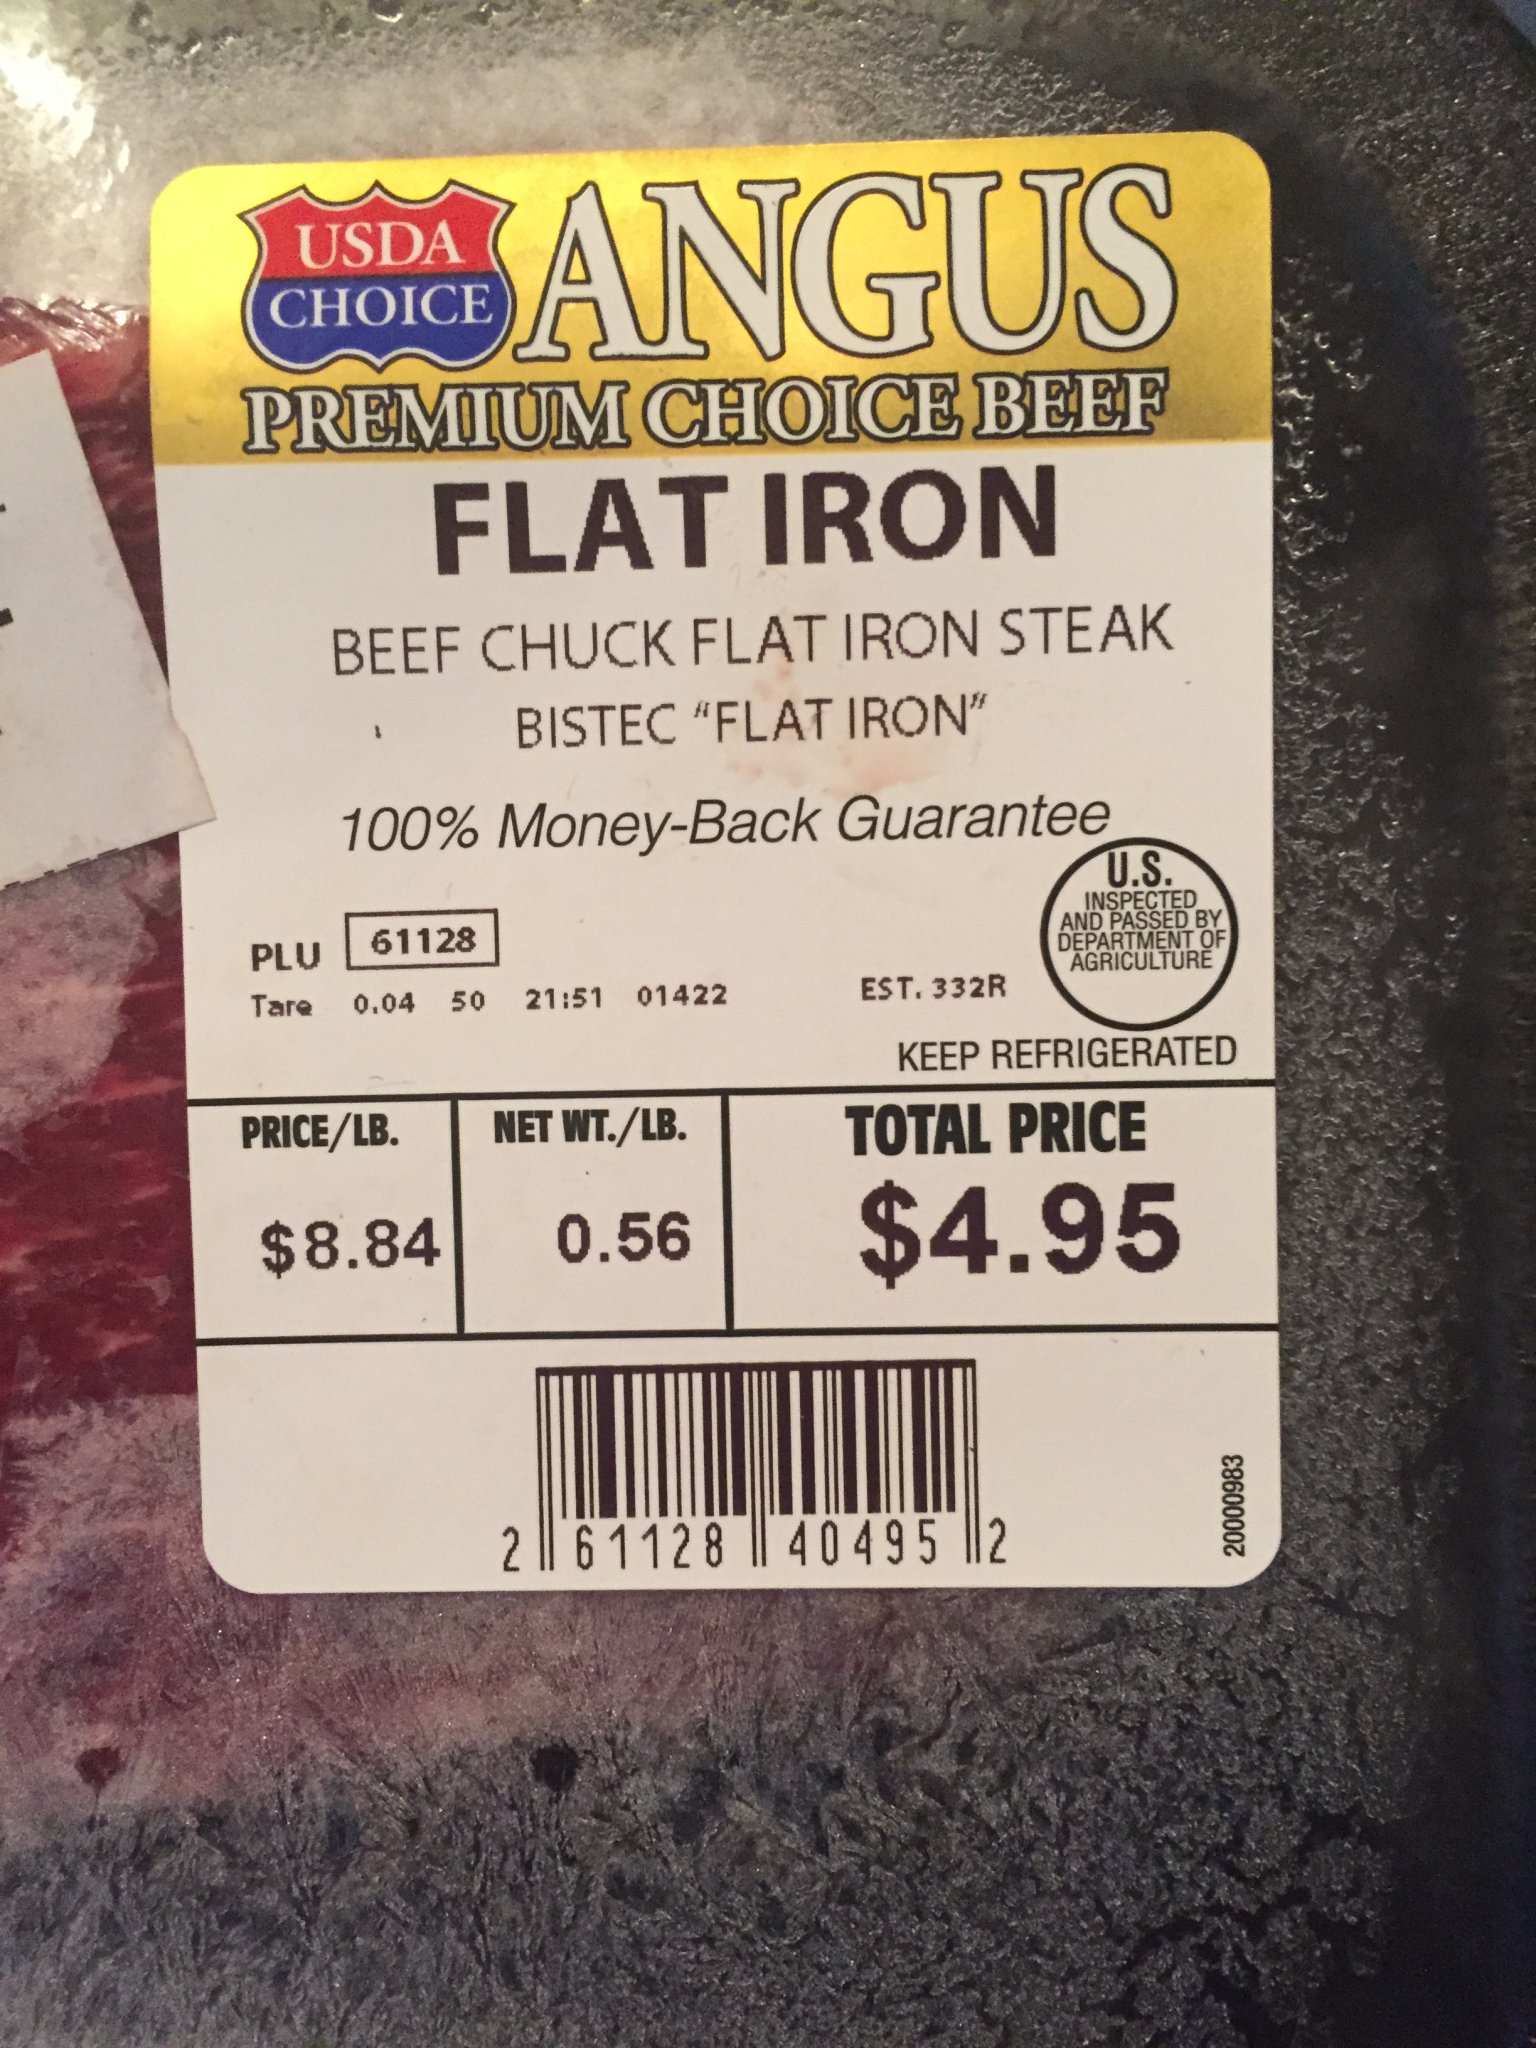 USDA
CHOICE
ANGUS
PREMIUM CHOICE BEEF
FLAT IRON
BEEF CHUCK FLAT IRON STEAK
BISTEC "FLAT IRON"
100% Money-Back Guarantee
U.S.
INSPECTED
AND PASSED BY
DEPARTMENT OF
AGRICULTURE
PLU 61128
Tare 0.04 50 21:51 01422 EST. 332R
KEEP REFRIGERATED
PRICE/LB. NET WT./LB. TOTAL PRICE
$8.84 0.56 $4.95
2 61128 40495 2
20000983